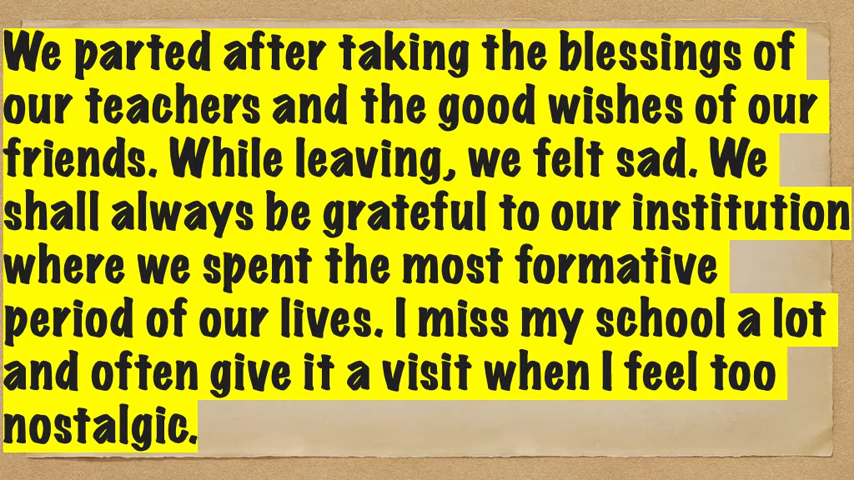 We parted after taking the blessings of
our teachers and the good wishes of our
friends. While leaving, we felt sad. We
shall always be grateful to our institution
where we spent the most formative
period of our lives. I miss my school a lot
and often give it a visit when I feel too
nostalgic.